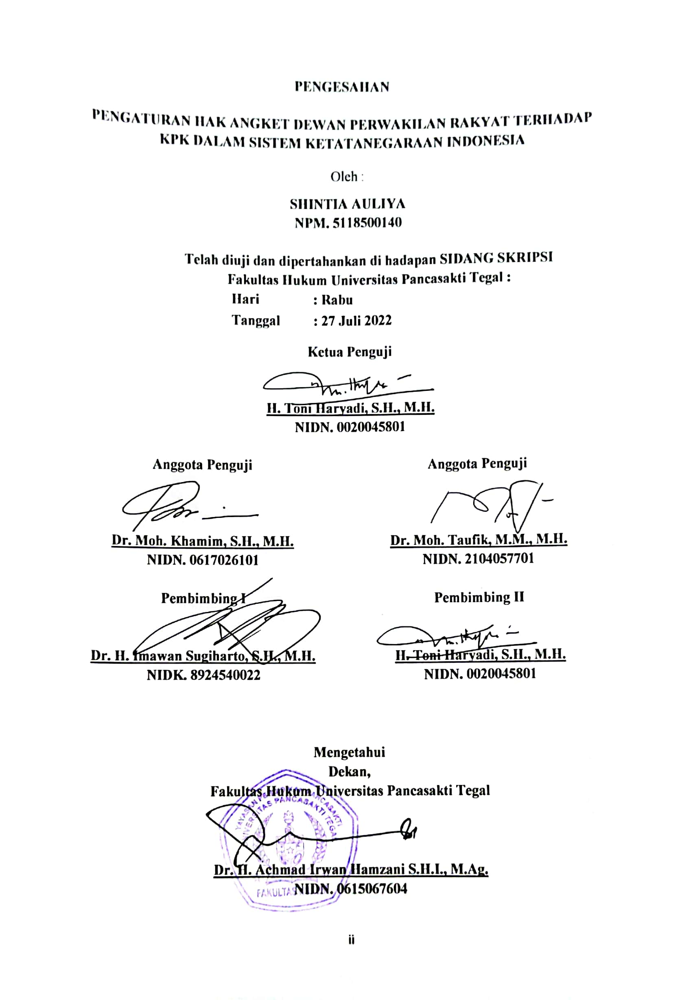 PENGESAHAN
PENGATURAN HAK ANGKET DEWAN PERWAKILAN RAKYAT TERHADAP
KPK DALAM SISTEM KETATANEGARAAN INDONESIA
Oleh :
SHINTIA AULIYA
NPM. 5118500140
Telah diuji dan dipertahankan di hadapan SIDANG SKRIPSI
Fakultas Hukum Universitas Pancasakti Tegal :
Hari : Rabu
Tanggal : 27 Juli 2022
Ketua Penguji
H. Toni Haryadi, S.H., M.H.
NIDN. 0020045801
Anggota Penguji
Dr. Moh. Khamim, S.H., M.H.
NIDN. 0617026101
Anggota Penguji
Dr. Moh. Taufik, M.M., M.H.
NIDN. 2104057701
Pembimbing I
Dr. H. Imawan Sugiharto, S.H., M.H.
NIDK. 8924540022
Pembimbing II
H. Toni Haryadi, S.H., M.H.
NIDN. 0020045801
Mengetahui
Dekan,
Fakultas Hukum Universitas Pancasakti Tegal
YAYASAN PANCASAKTI
UNIVERSITAS PANCASAKTI TEGAL
Dr. H. Achmad Irwan Hamzani S.H.I., M.Ag.
NIDN. 0615067604
FAKULTAS
ii